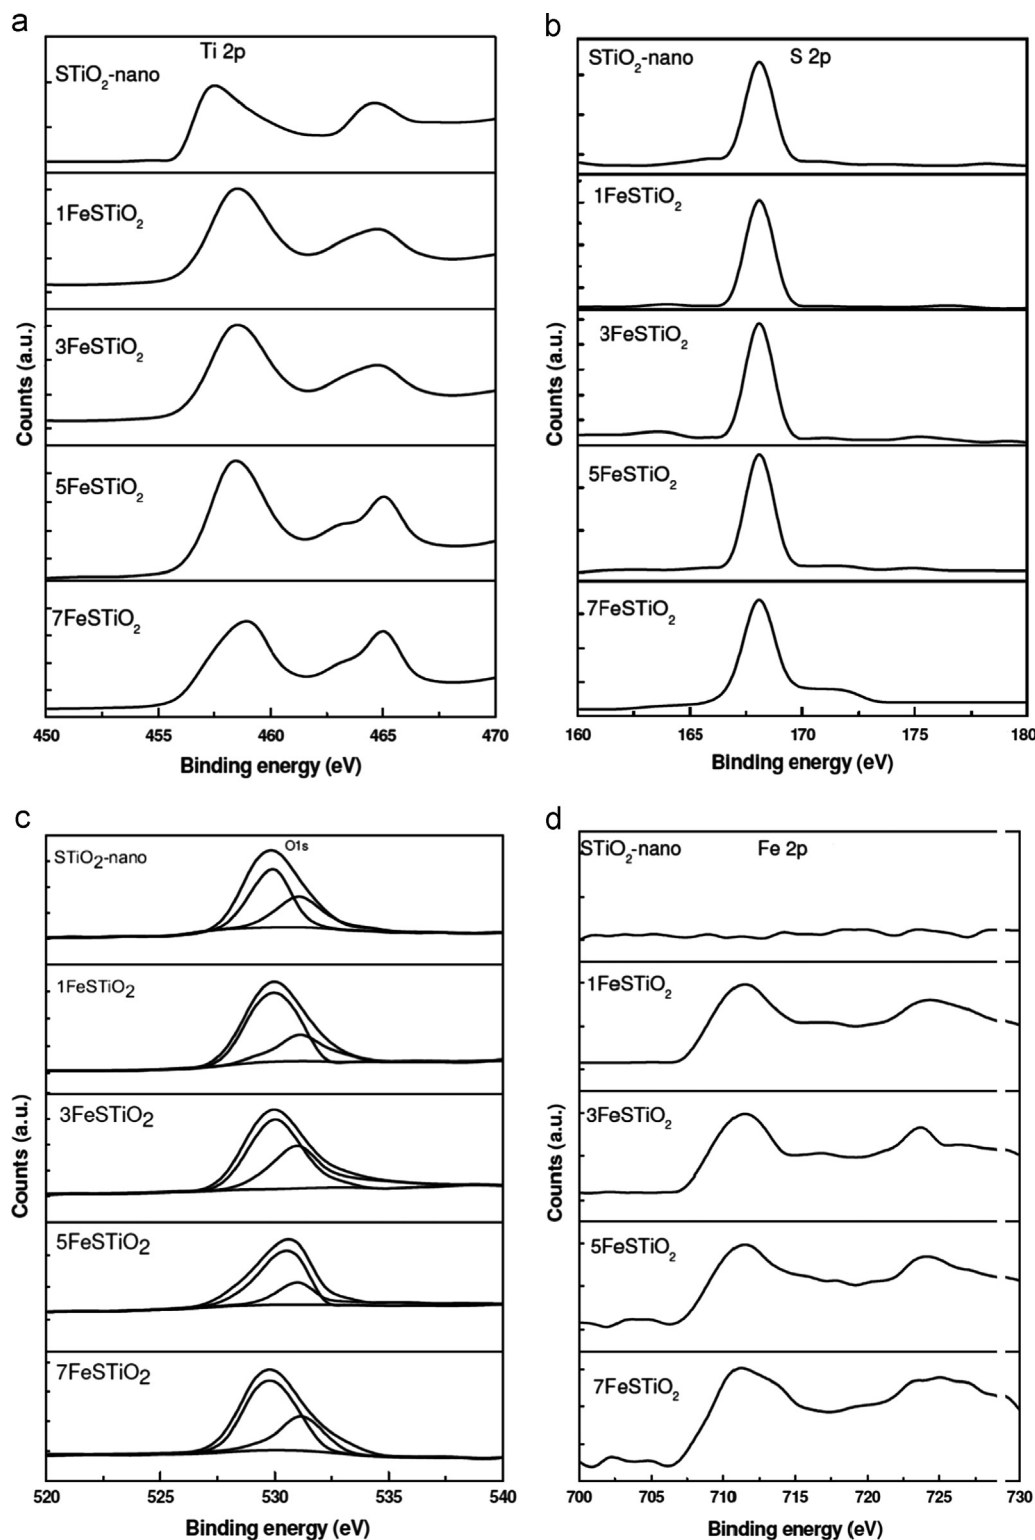 a
Ti 2p
STiO₂-nano
1FeSTiO₂
3FeSTiO₂
5FeSTiO₂
7FeSTiO₂
Counts (a.u.)
450 455 460 465 470
Binding energy (eV)
b
STiO₂-nano S 2p
1FeSTiO₂
3FeSTiO₂
5FeSTiO₂
7FeSTiO₂
Counts (a.u.)
160 165 170 175 180
Binding energy (eV)
c
O1s
STiO2-nano
1FeSTiO2
3FeSTiO2
5FeSTiO2
7FeSTiO2
Counts (a.u.)
520 525 530 535 540
Binding energy (eV)
d
STiO₂-nano Fe 2p
1FeSTiO₂
3FeSTiO₂
5FeSTiO₂
7FeSTiO₂
Counts (a.u.)
700 705 710 715 720 725 730
Binding energy (eV)